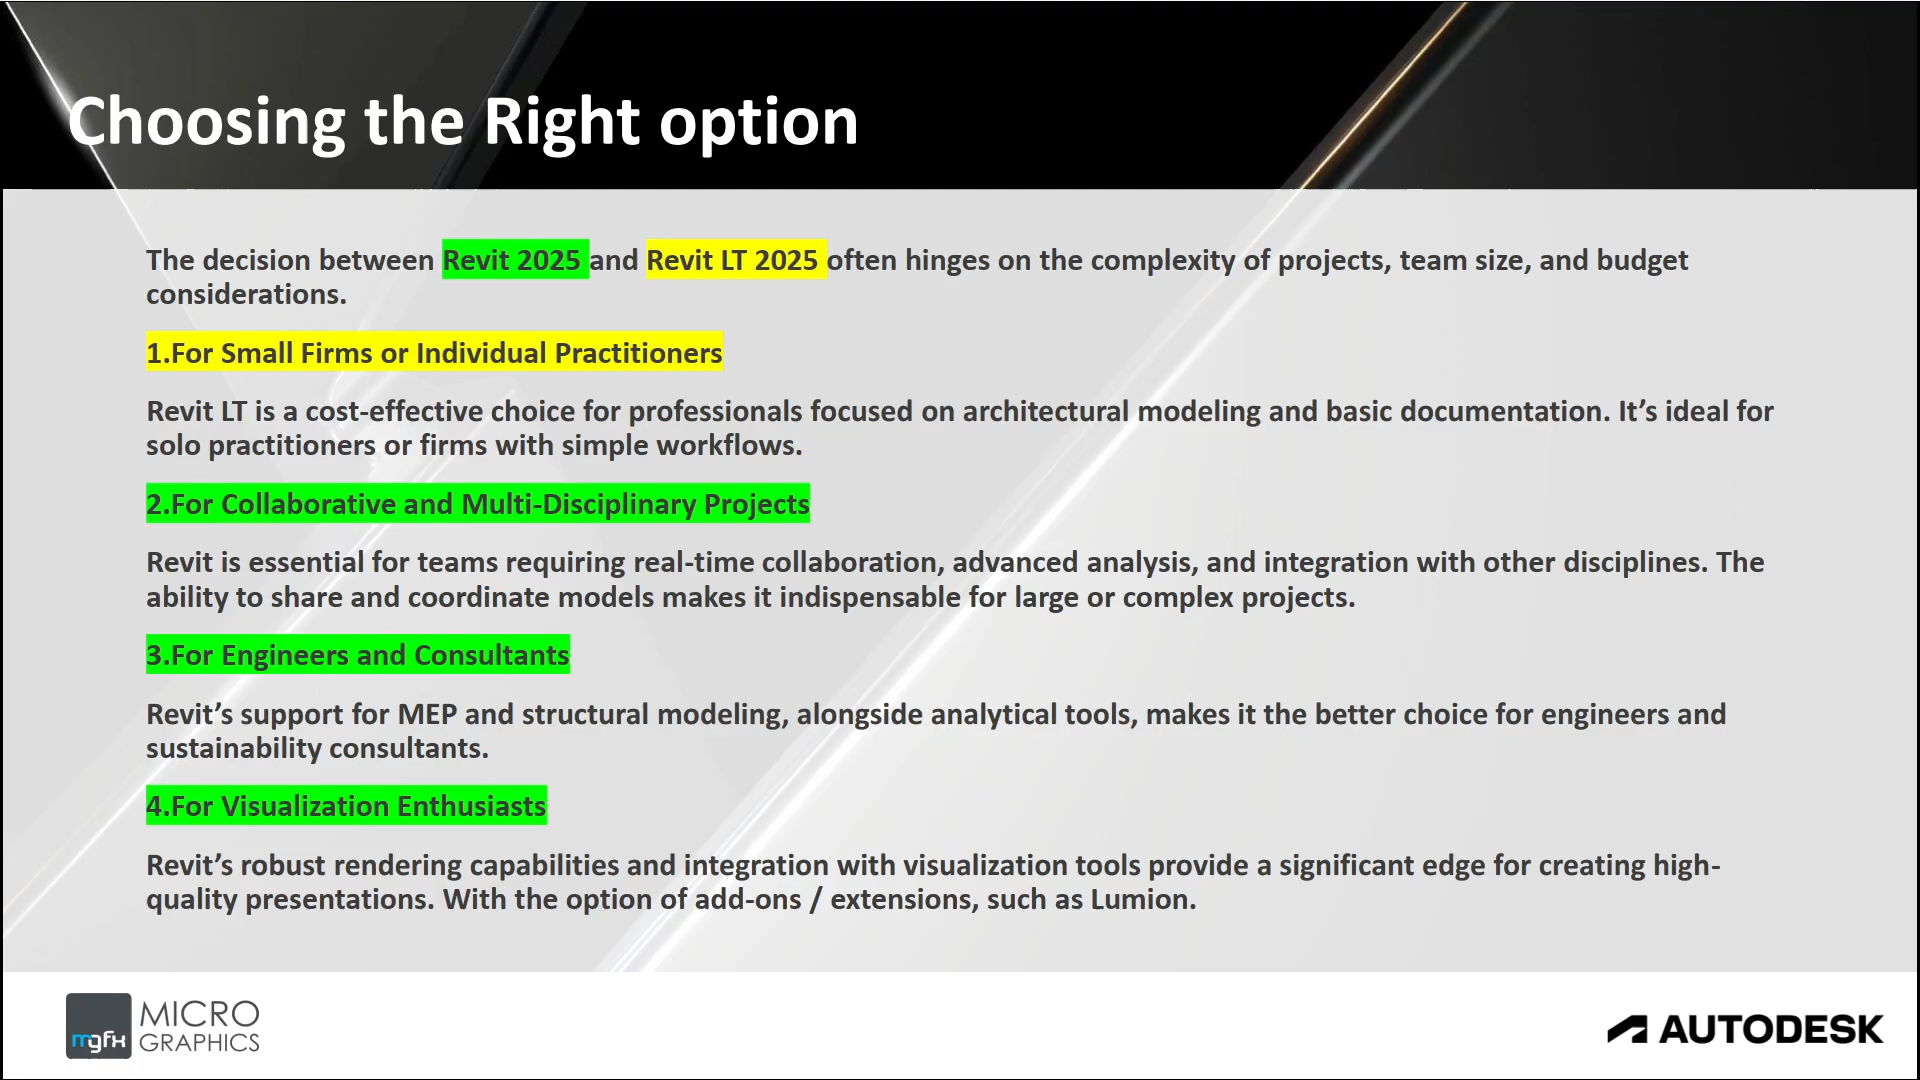 Choosing the Right option
The decision between Revit 2025 and Revit LT 2025 often hinges on the complexity of projects, team size, and budget
considerations.
1.For Small Firms or Individual Practitioners
Revit LT is a cost-effective choice for professionals focused on architectural modeling and basic documentation. It’s ideal for
solo practitioners or firms with simple workflows.
2.For Collaborative and Multi-Disciplinary Projects
Revit is essential for teams requiring real-time collaboration, advanced analysis, and integration with other disciplines. The
ability to share and coordinate models makes it indispensable for large or complex projects.
3.For Engineers and Consultants
Revit’s support for MEP and structural modeling, alongside analytical tools, makes it the better choice for engineers and
sustainability consultants.
4.For Visualization Enthusiasts
Revit’s robust rendering capabilities and integration with visualization tools provide a significant edge for creating high-
quality presentations. With the option of add-ons / extensions, such as Lumion.
mgfx
MICRO
GRAPHICS
AUTODESK